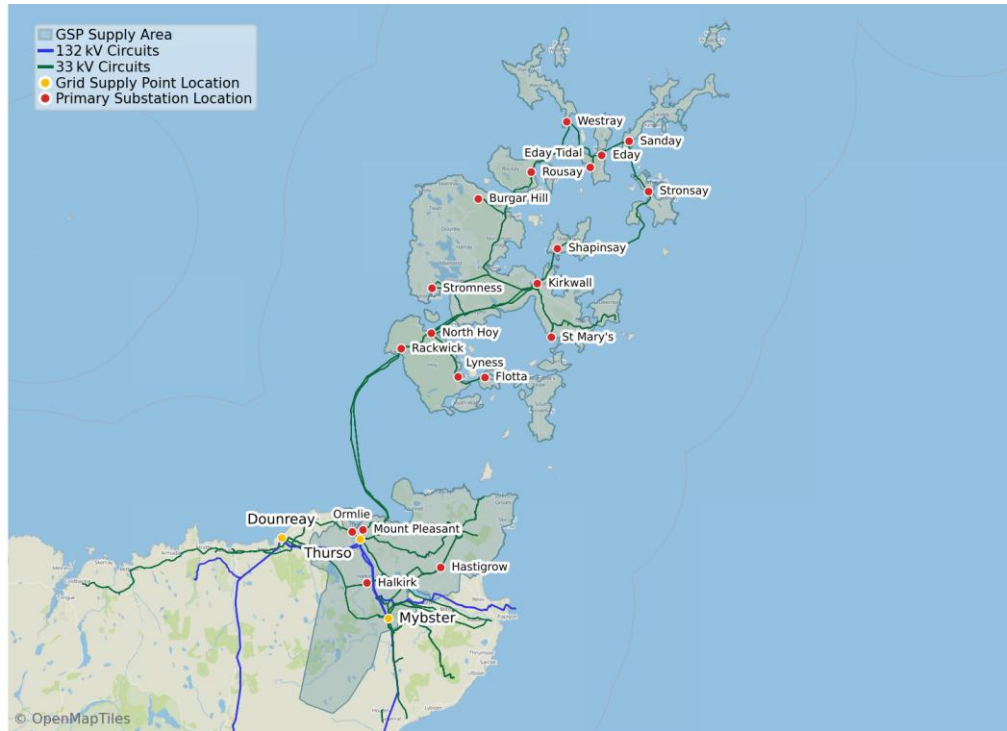 GSP Supply Area
132 kV Circuits
33 kV Circuits
Grid Supply Point Location
Primary Substation Location
Westray
Sanday
Eday Tidal
Eday
Rousay
Stronsay
Burgar Hill
Shapinsay
Kirkwall
Stromness
North Hoy
St Mary's
Rackwick
Lyness
Flotta
Ormlie
Dounreay
Mount Pleasant
Thurso
Hastigrow
Halkirk
Mybster
© OpenMapTiles